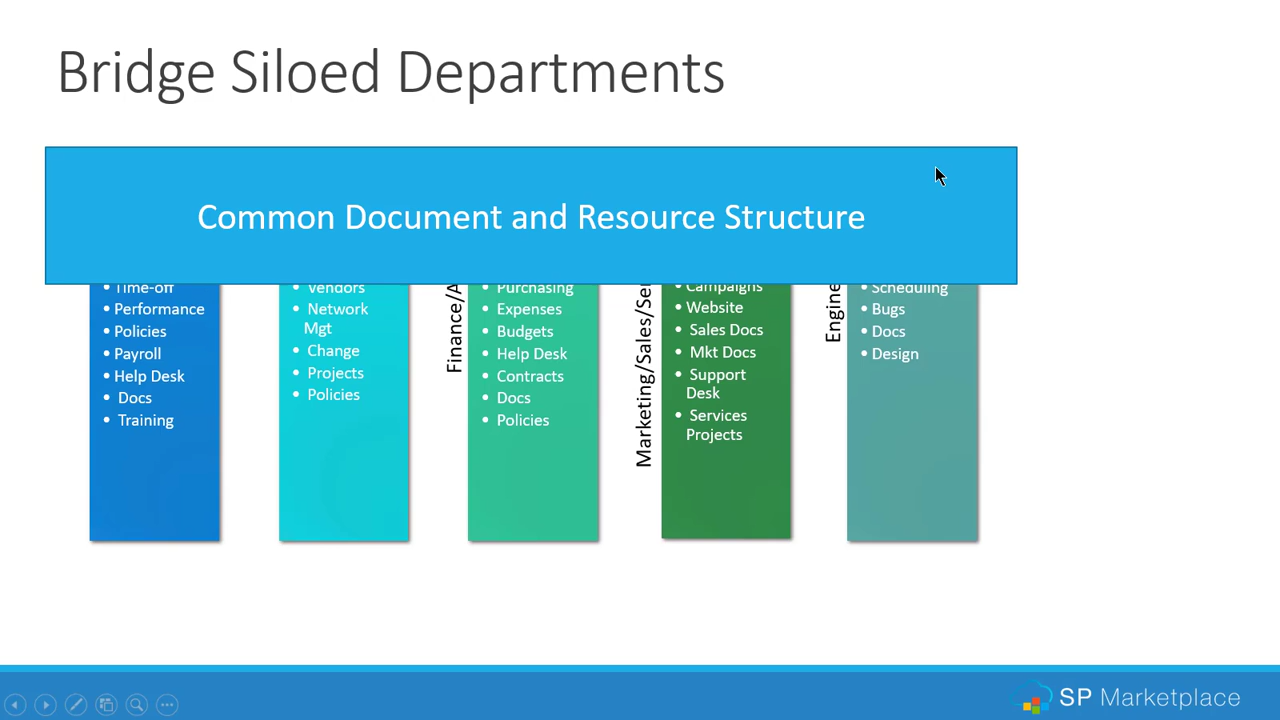 Bridge Siloed Departments
Common Document and Resource Structure
• Time-off
• Performance
• Policies
• Payroll
• Help Desk
• Docs
• Training
• Vendors
• Network
Mgt
• Change
• Projects
• Policies
Finance/A
• Purchasing
• Expenses
• Budgets
• Help Desk
• Contracts
• Docs
• Policies
Marketing/Sales/Ser
• Campaigns
• Website
• Sales Docs
• Mkt Docs
• Support
Desk
• Services
Projects
Engine
• Scheduling
• Bugs
• Docs
• Design
SP Marketplace